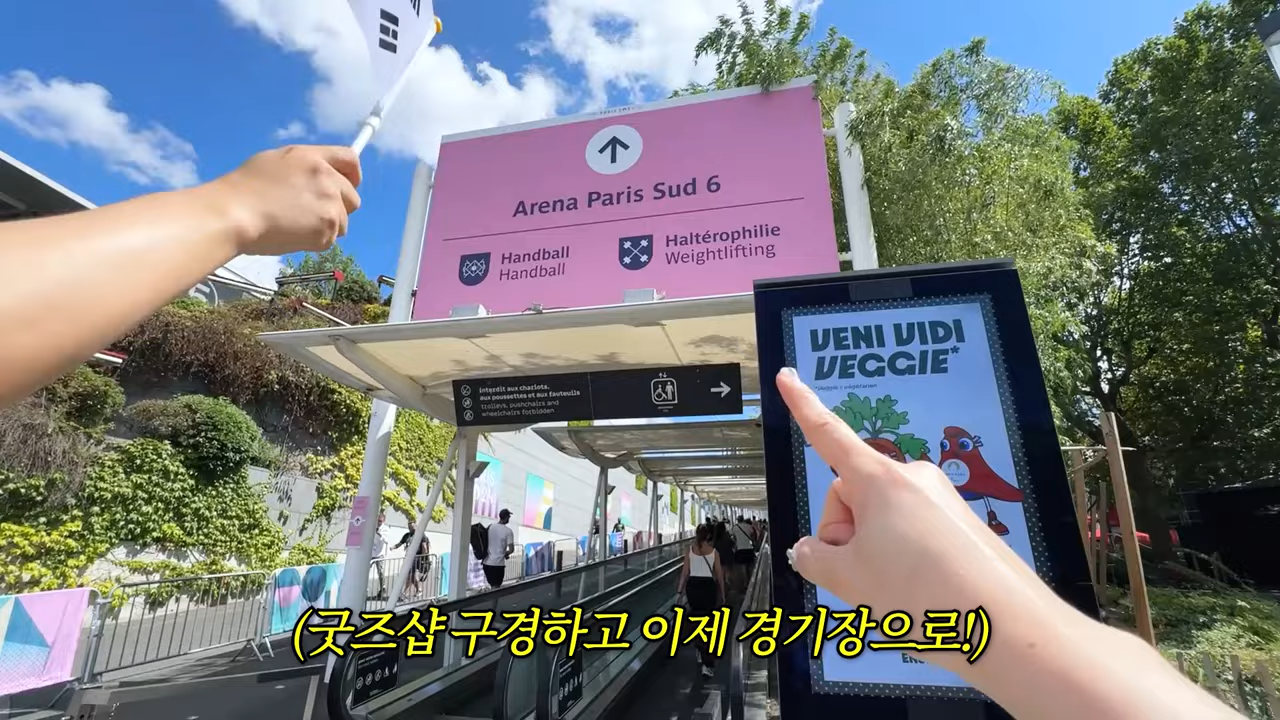 Arena Paris Sud 6
Handball
Handball
Haltérophilie
Weightlifting
VENI VIDI
VEGGIE*
Interdit aux chariots,
aux poussettes et aux fauteuils
trolleys, pushchairs and
wheelchairs forbidden
(굿즈샵 구경하고 이제 경기장으로!)